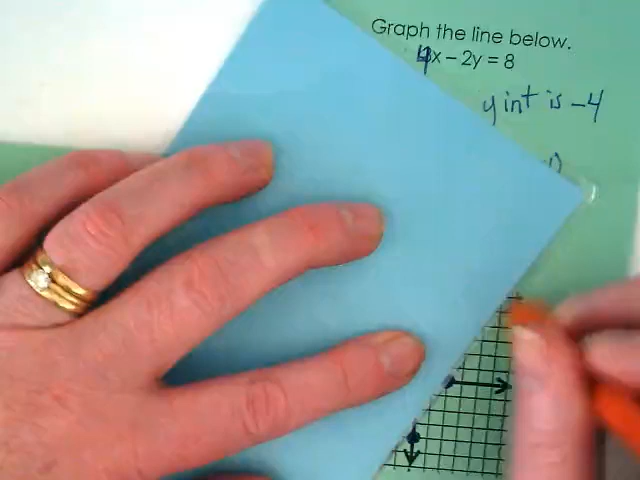 Graph the line below.
4x – 2y = 8
y int is –4